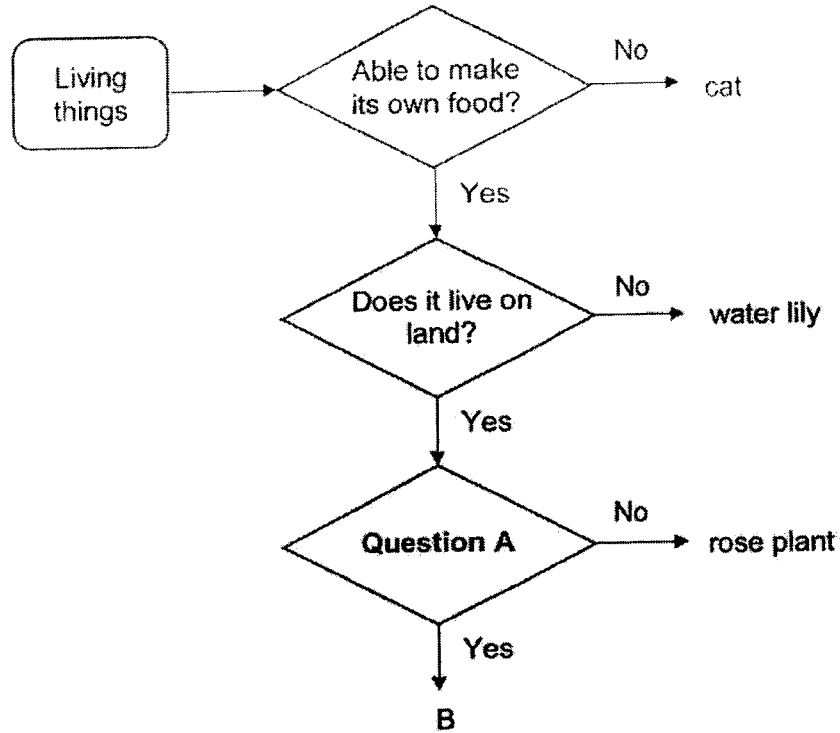 Living
things
Able to make
its own food?
No
cat
Yes
Does it live on
land?
No
water lily
Yes
Question A
No
rose plant
Yes
B